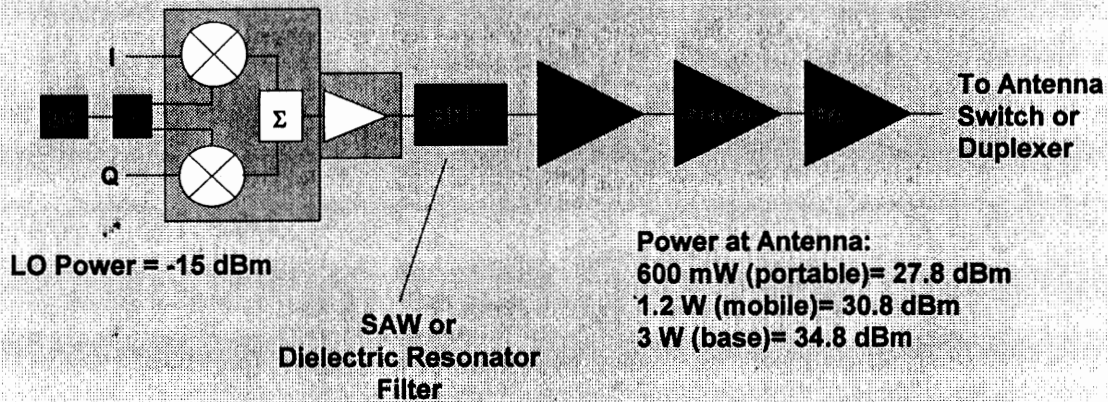 I
Σ
Q
To Antenna
Switch or
Duplexer
LO Power = -15 dBm
SAW or
Dielectric Resonator
Filter
Power at Antenna:
600 mW (portable)= 27.8 dBm
1.2 W (mobile)= 30.8 dBm
3 W (base)= 34.8 dBm